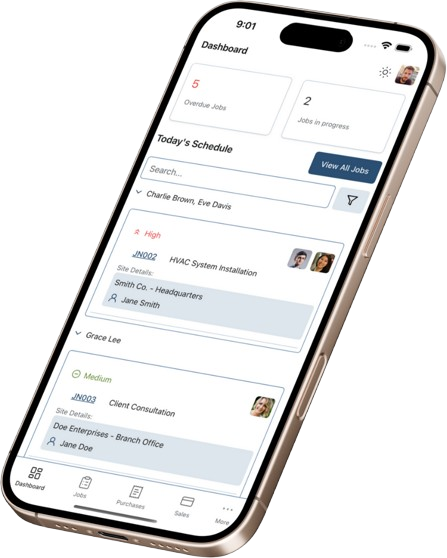 9:01
Dashboard
5
Overdue Jobs
2
Jobs in progress
Today's Schedule
View All Jobs
Search...
Charlie Brown, Eve Davis
High
JN002
HVAC System Installation
Site Details:
Smith Co. - Headquarters
Jane Smith
Grace Lee
Medium
JN003
Client Consultation
Site Details:
Doe Enterprises - Branch Office
Jane Doe
Dashboard
Jobs
Purchases
Sales
More